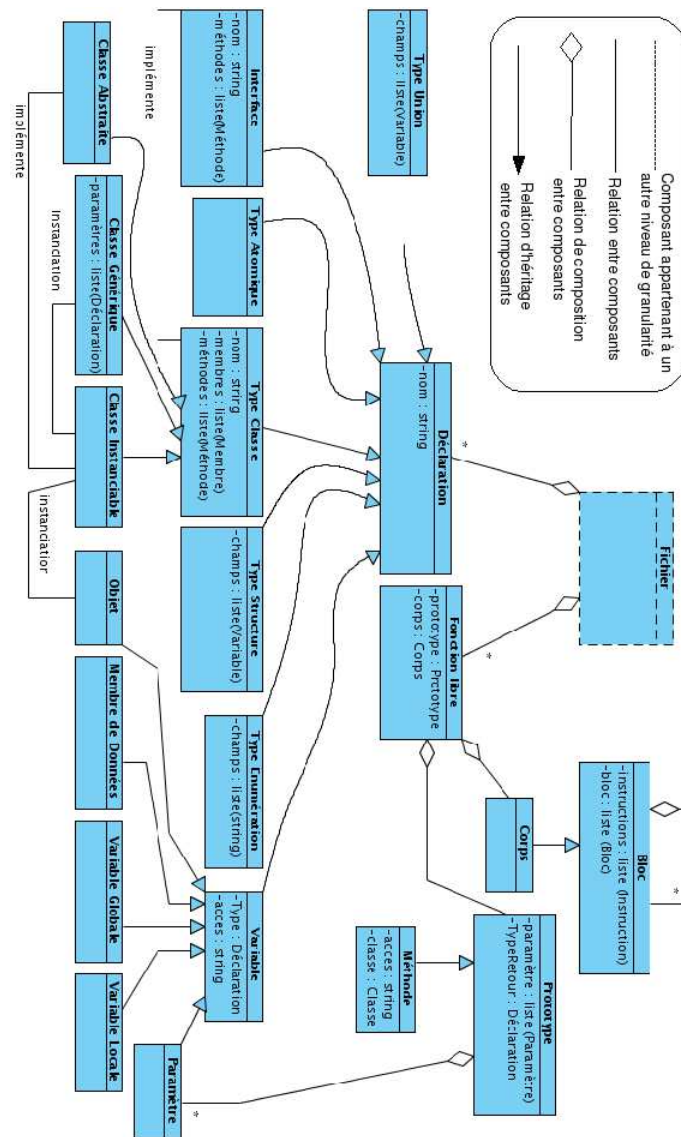 Composant appartenant à un
autre niveau de granularité
Relation entre composants
Relation de composition
entre composants
Relation d'héritage
entre composants
Fichier
*
*
Bloc
-instructions : liste (Instruction)
-bloc : liste (Bloc)
*
Type Union
-champs : liste(Variable)
Déclaration
-nom : string
Fonction libre
-prototype : Prototype
-corps : Corps
Corps
Prototype
-paramètre : liste (Paramètre)
-TypeRetour : Déclaration
Méthode
-acces : string
-classe : Classe
Interface
-nom : string
-méthodes : liste(Méthode)
implémente
Type Atomique
Type Classe
-nom : string
-membres : liste(Membre)
-méthodes : liste(Méthode)
Type Structure
-champs : liste(Variable)
Type Enumération
-champs : liste(string)
Variable
-Type : Déclaration
-acces : string
Paramètre
*
Classe Abstraite
Classe Générique
-paramètres : liste(Déclaration)
Classe Instanciable
Objet
Membre de Données
Variable Globale
Variable Locale
Instanciation
implémente
instanciation